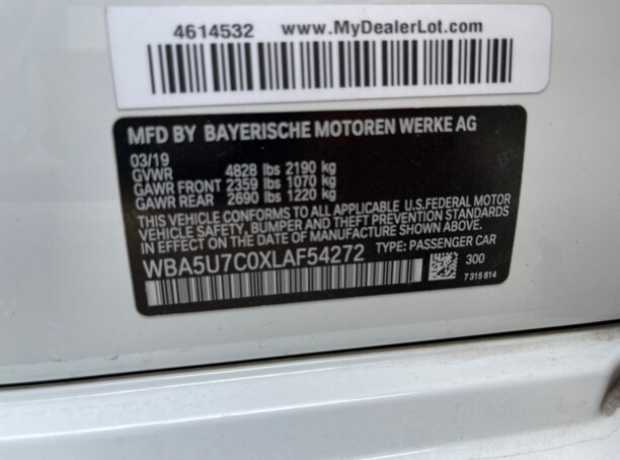 4614532 www.MyDealerLot.com
MFD BY BAYERISCHE MOTOREN WERKE AG
03/19
GVWR 4828 lbs 2190 kg
GAWR FRONT 2359 lbs 1070 kg
GAWR REAR 2690 lbs 1220 kg
THIS VEHICLE CONFORMS TO ALL APPLICABLE U.S.FEDERAL MOTOR
VEHICLE SAFETY, BUMPER AND THEFT PREVENTION STANDARDS
IN EFFECT ON THE DATE OF MANUFACTURE SHOWN ABOVE.
WBA5U7C0XLAF54272 TYPE: PASSENGER CAR
300
7 315 814